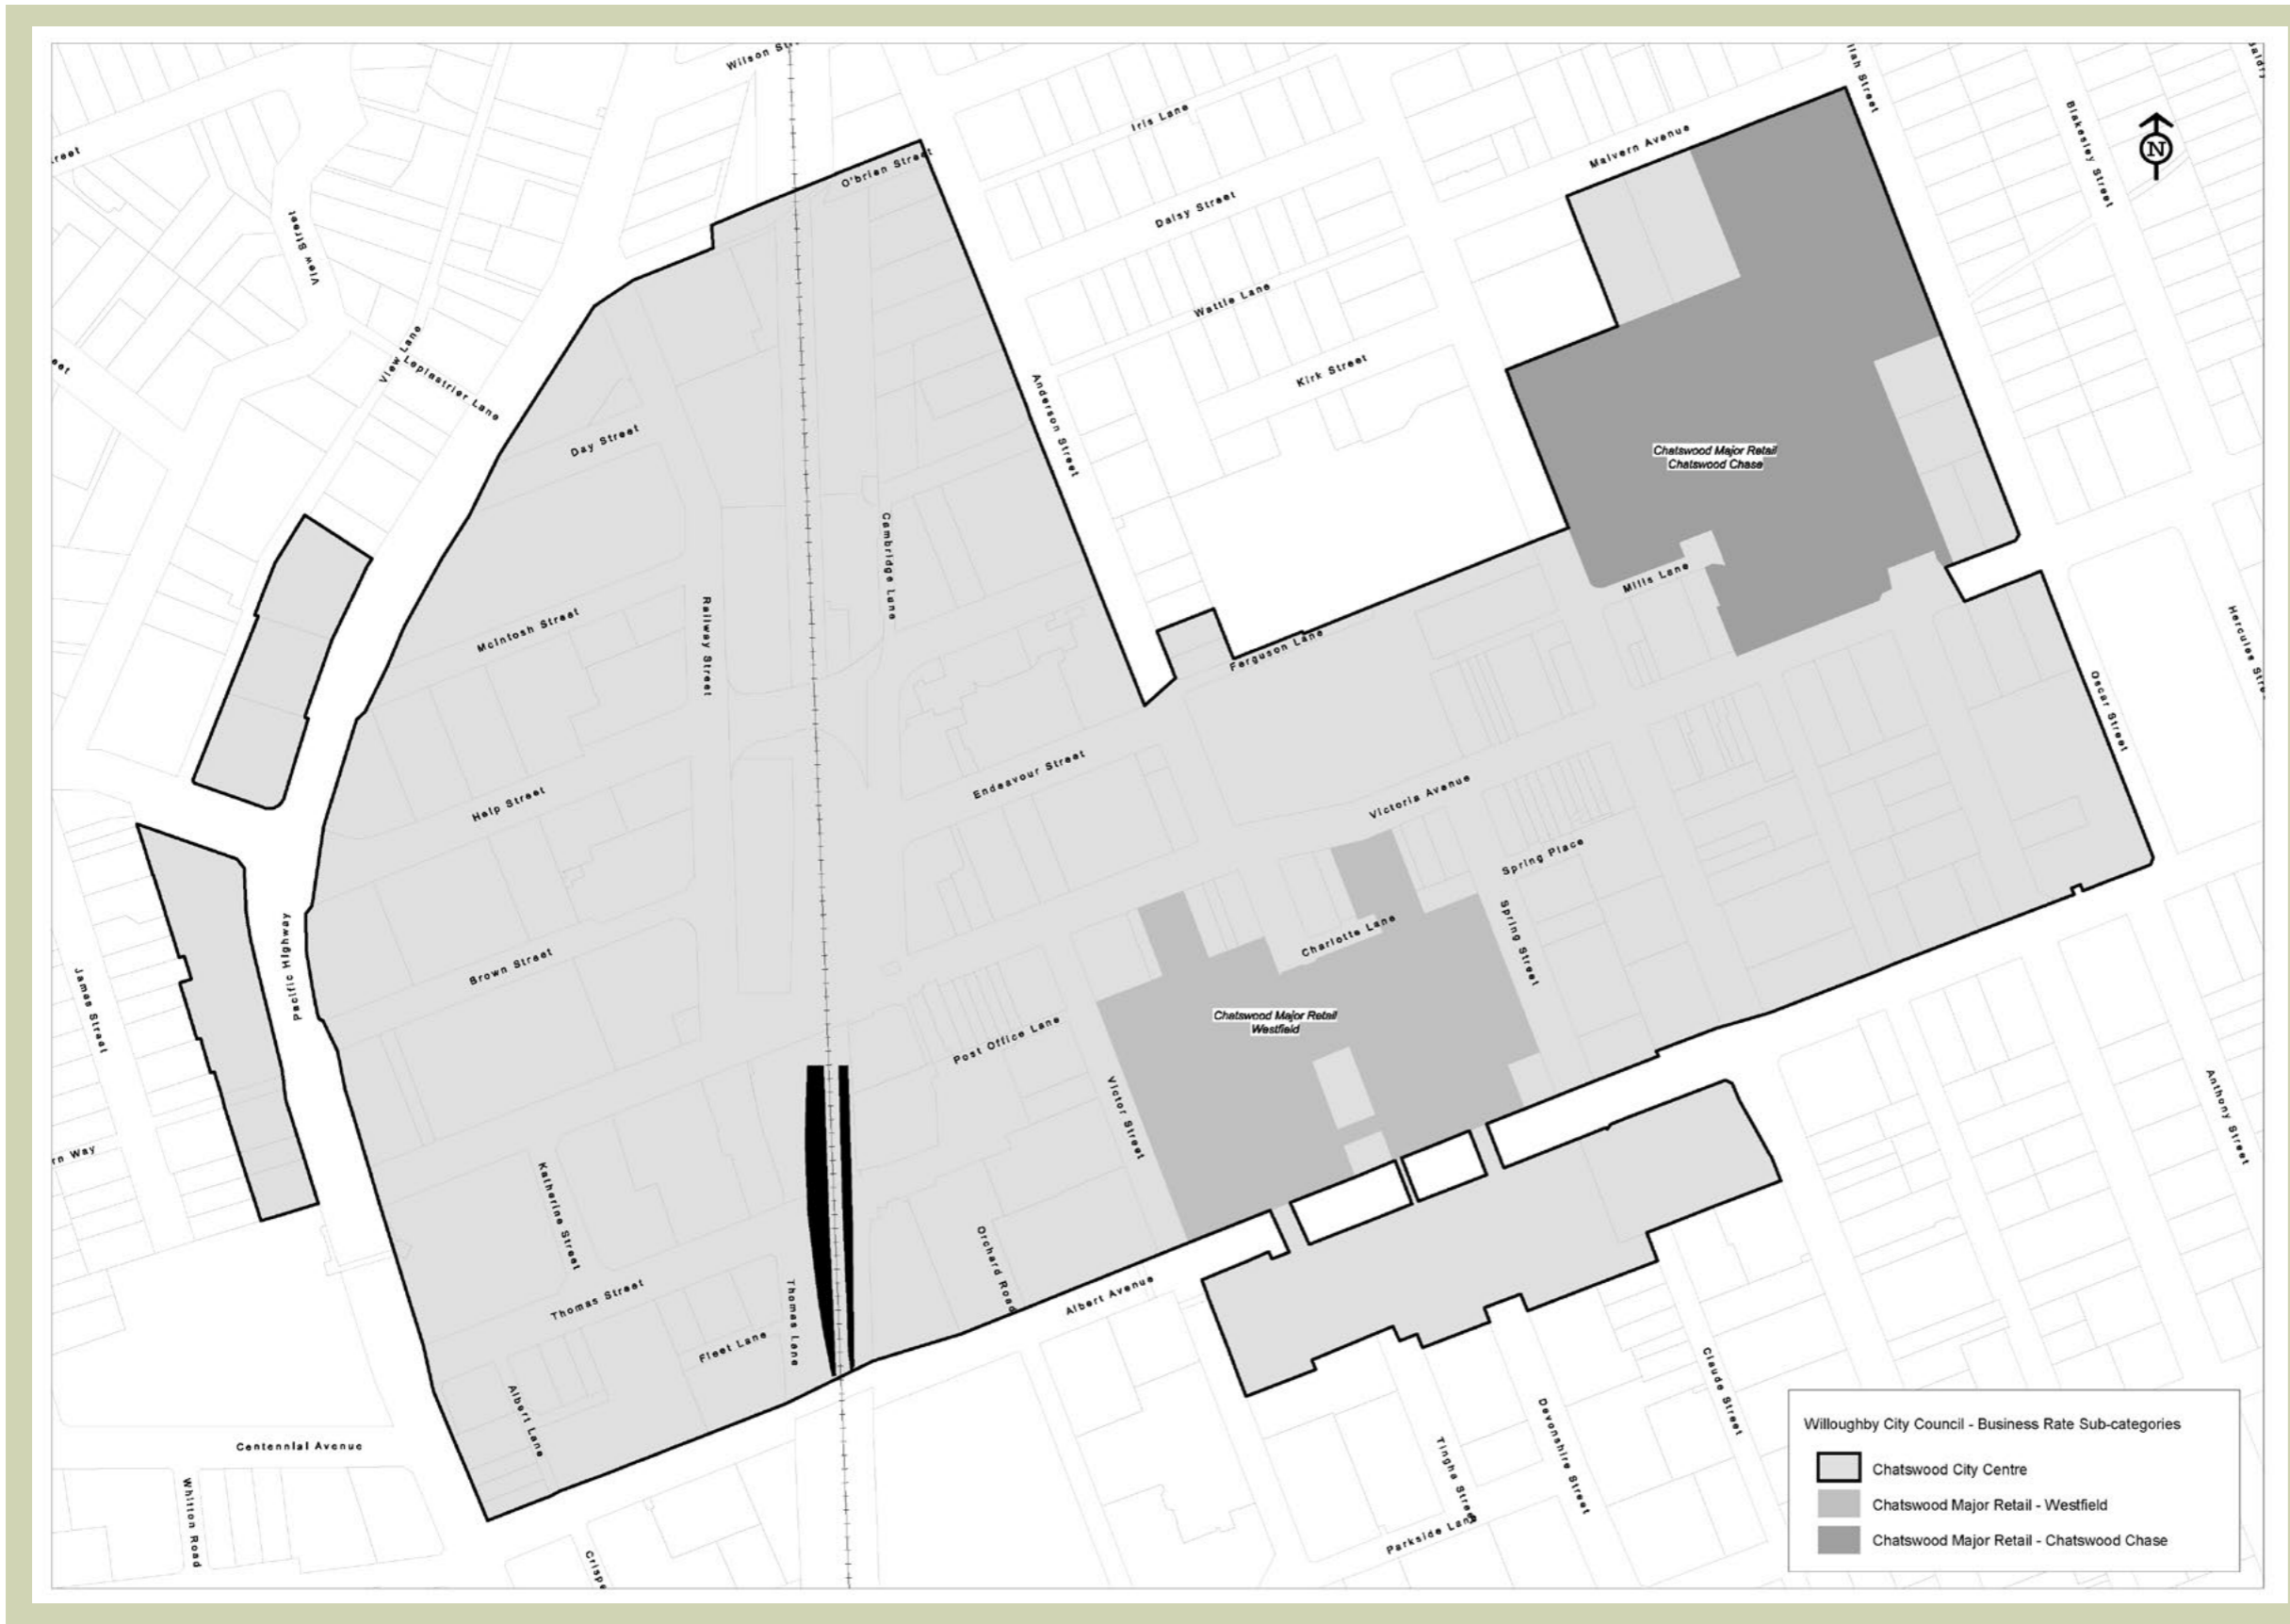 Wilson
Iris Lane
Malvern Avenue
Blakesley Street
N
O'brien Street
Daisy Street
View Street
Wattle Lane
View Lane
Leplastrier Lane
Kirk Street
Anderson Street
Day Street
Chatswood Major Retail
Chatswood Chase
Cambridge Lane
Mills Lane
McIntosh Street
Railway Street
Ferguson Lane
Oscar Street
Endeavour Street
Victoria Avenue
Help Street
Spring Place
Pacific Highway
Brown Street
Charlotte Lane
Spring Street
James Street
Chatswood Major Retail
Westfield
Post Office Lane
Victor Street
Anthony Street
Katherine Street
Orchard Road
Thomas Street
Thomas Lane
Albert Avenue
Fleet Lane
Albert Lane
Claude Street
Centennial Avenue
Whitton Road
Tingha Street
Devonshire Street
Parkside Lane
Willoughby City Council - Business Rate Sub-categories
Chatswood City Centre
Chatswood Major Retail - Westfield
Chatswood Major Retail - Chatswood Chase